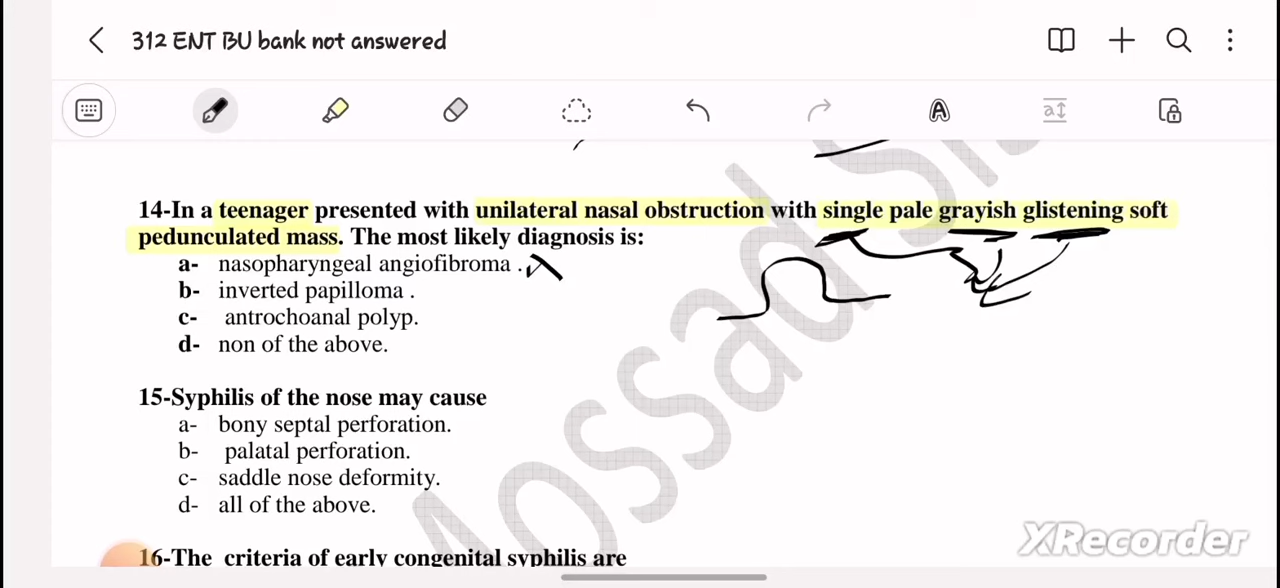 312 ENT BU bank not answered
14-In a teenager presented with unilateral nasal obstruction with single pale grayish glistening soft
pedunculated mass. The most likely diagnosis is:
a- nasopharyngeal angiofibroma .
b- inverted papilloma .
c- antrochoanal polyp.
d- non of the above.
15-Syphilis of the nose may cause
a- bony septal perforation.
b- palatal perforation.
c- saddle nose deformity.
d- all of the above.
16-The criteria of early congenital syphilis are
XRecorder